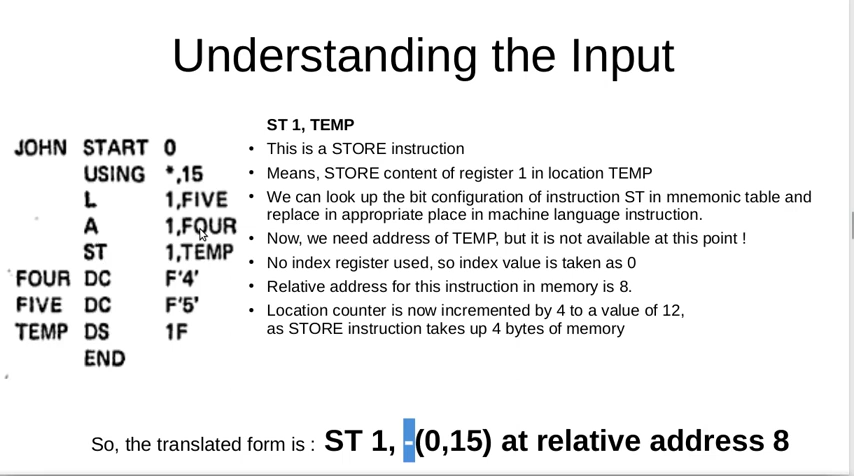 Understanding the Input
JOHN START 0
USING *,15
L 1,FIVE
A 1,FOUR
ST 1,TEMP
FOUR DC F'4'
FIVE DC F'5'
TEMP DS 1F
END
ST 1, TEMP
• This is a STORE instruction
• Means, STORE content of register 1 in location TEMP
• We can look up the bit configuration of instruction ST in mnemonic table and
replace in appropriate place in machine language instruction.
• Now, we need address of TEMP, but it is not available at this point !
• No index register used, so index value is taken as 0
• Relative address for this instruction in memory is 8.
• Location counter is now incremented by 4 to a value of 12,
as STORE instruction takes up 4 bytes of memory
So, the translated form is : ST 1, -(0,15) at relative address 8